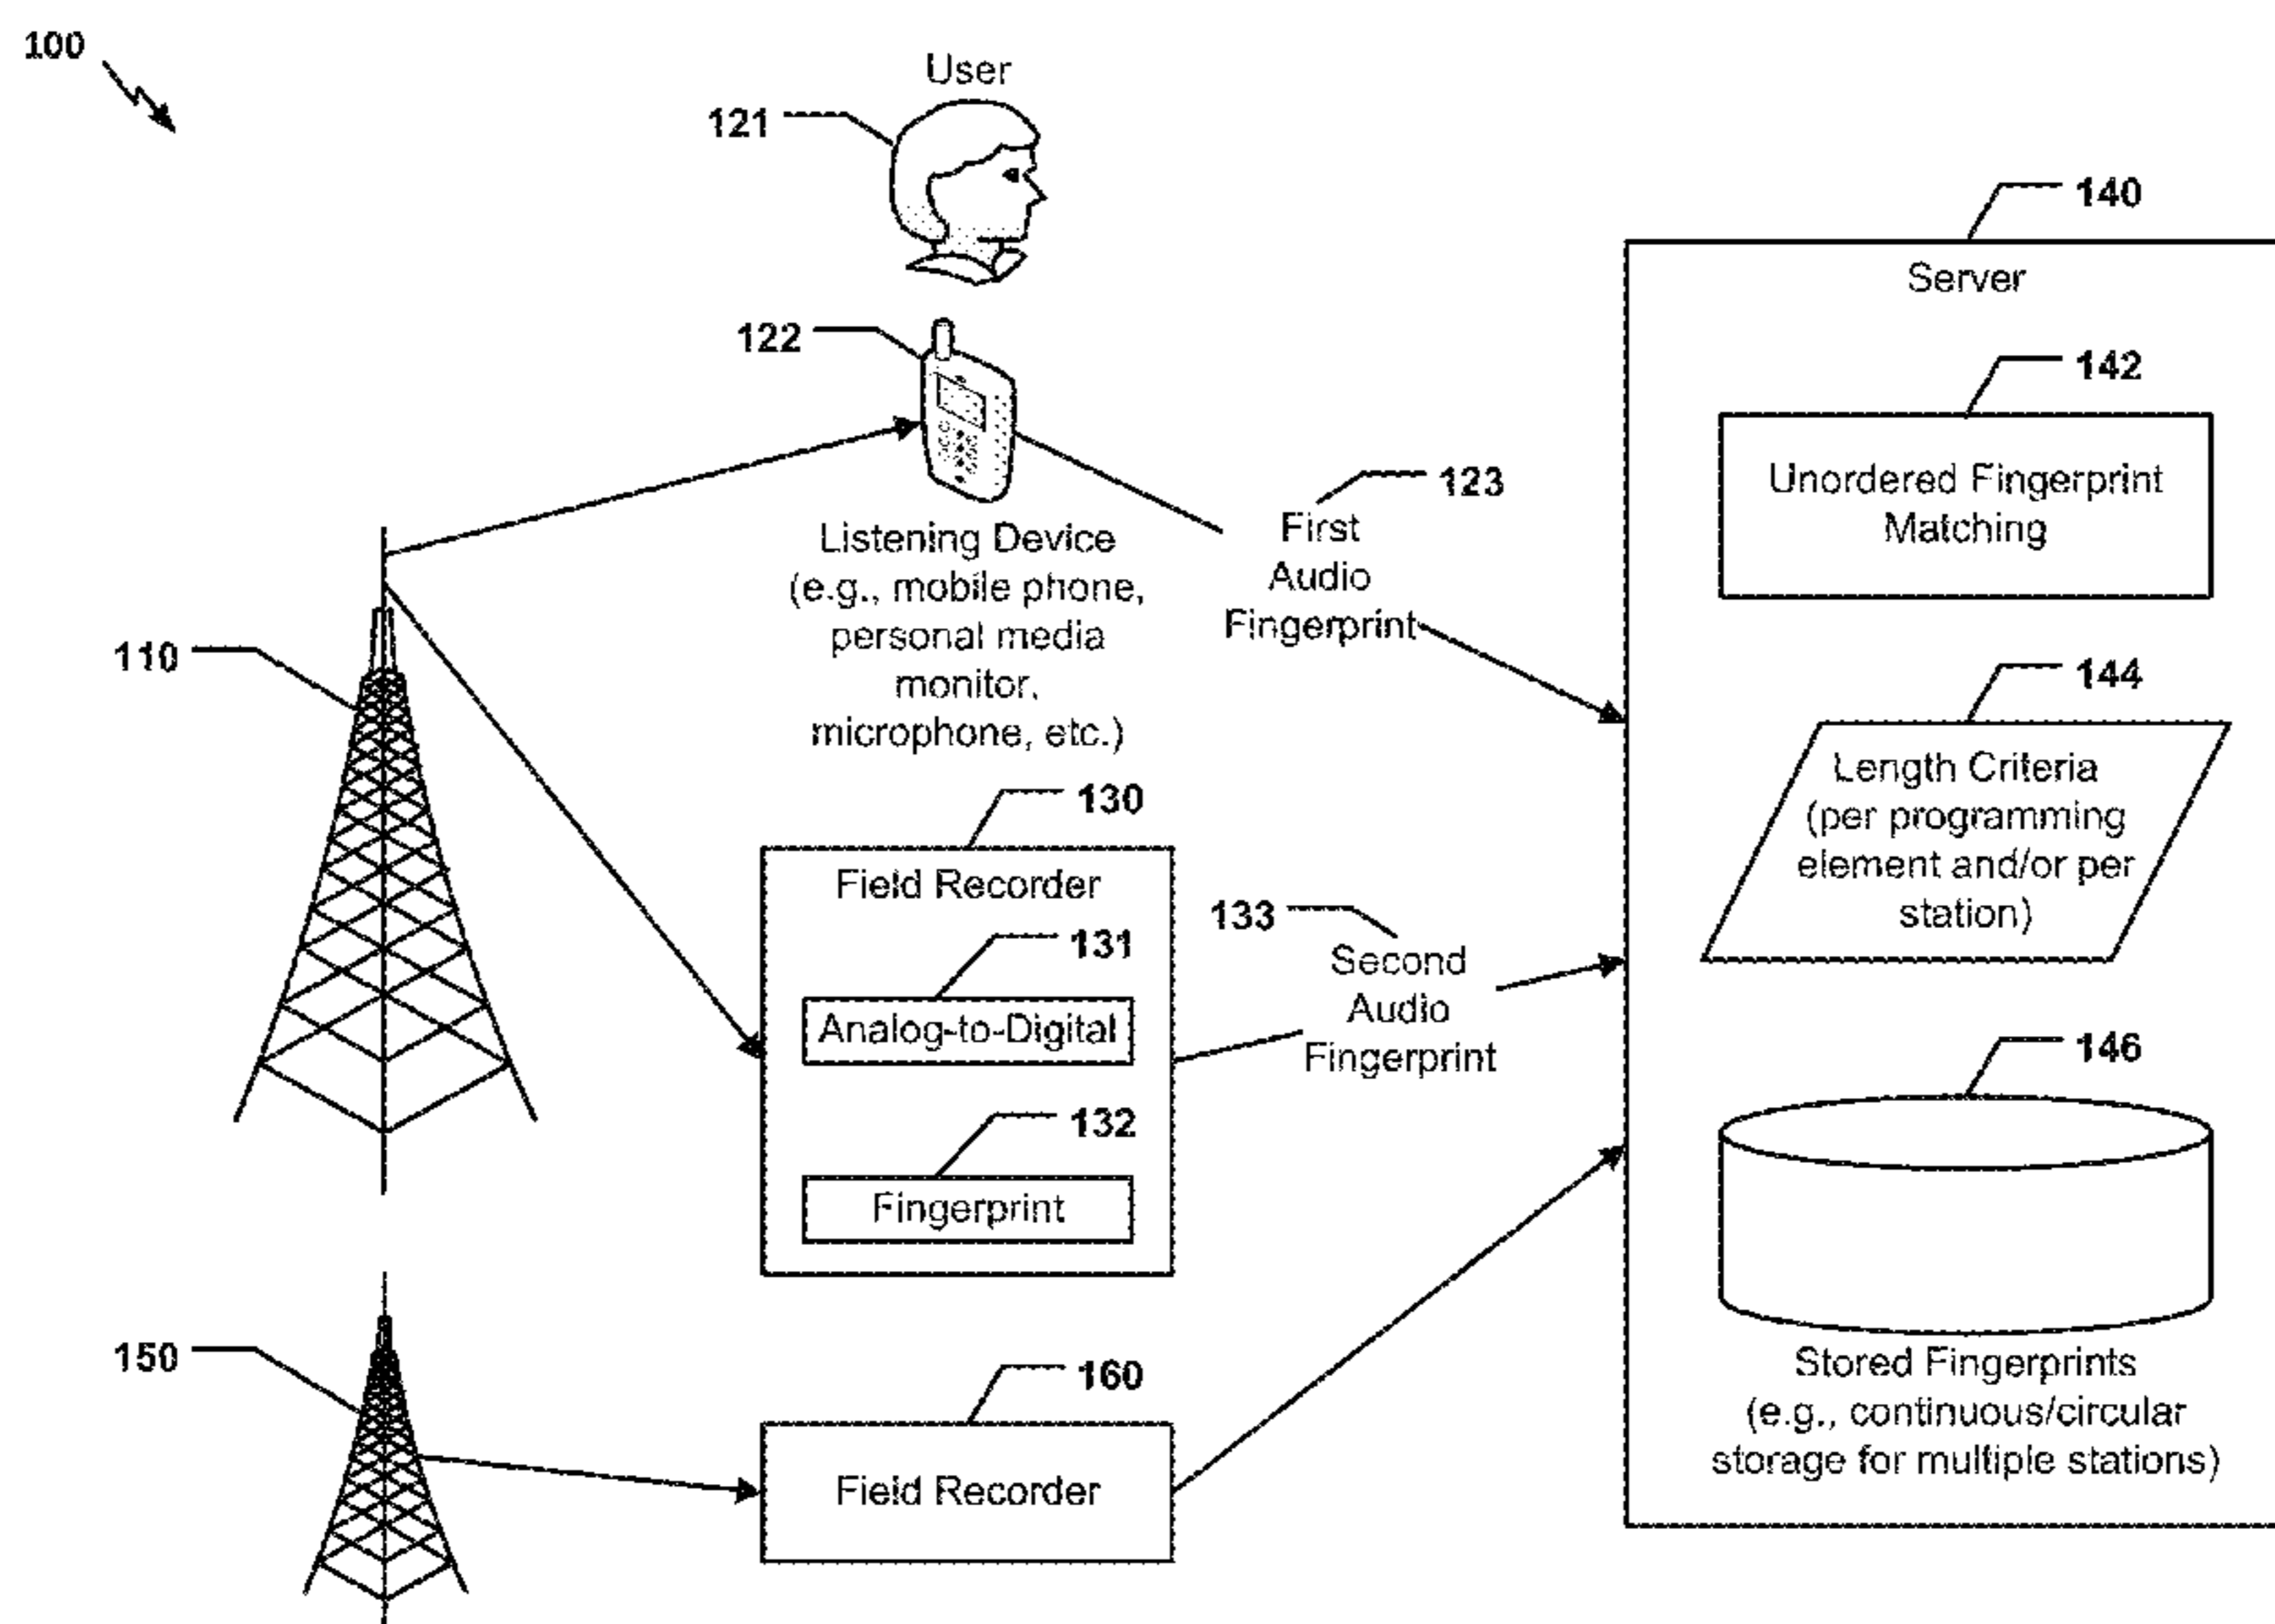 100
User
121
140
Server
122
142
Unordered Fingerprint
Matching
123
First
Audio
Fingerprint
Listening Device
(e.g., mobile phone,
personal media
monitor,
microphone, etc.)
110
144
Length Criteria
(per programming
element and/or per
station)
130
Field Recorder
131
Analog-to-Digital
132
Fingerprint
133
Second
Audio
Fingerprint
146
Stored Fingerprints
(e.g., continuous/circular
storage for multiple stations)
150
160
Field Recorder